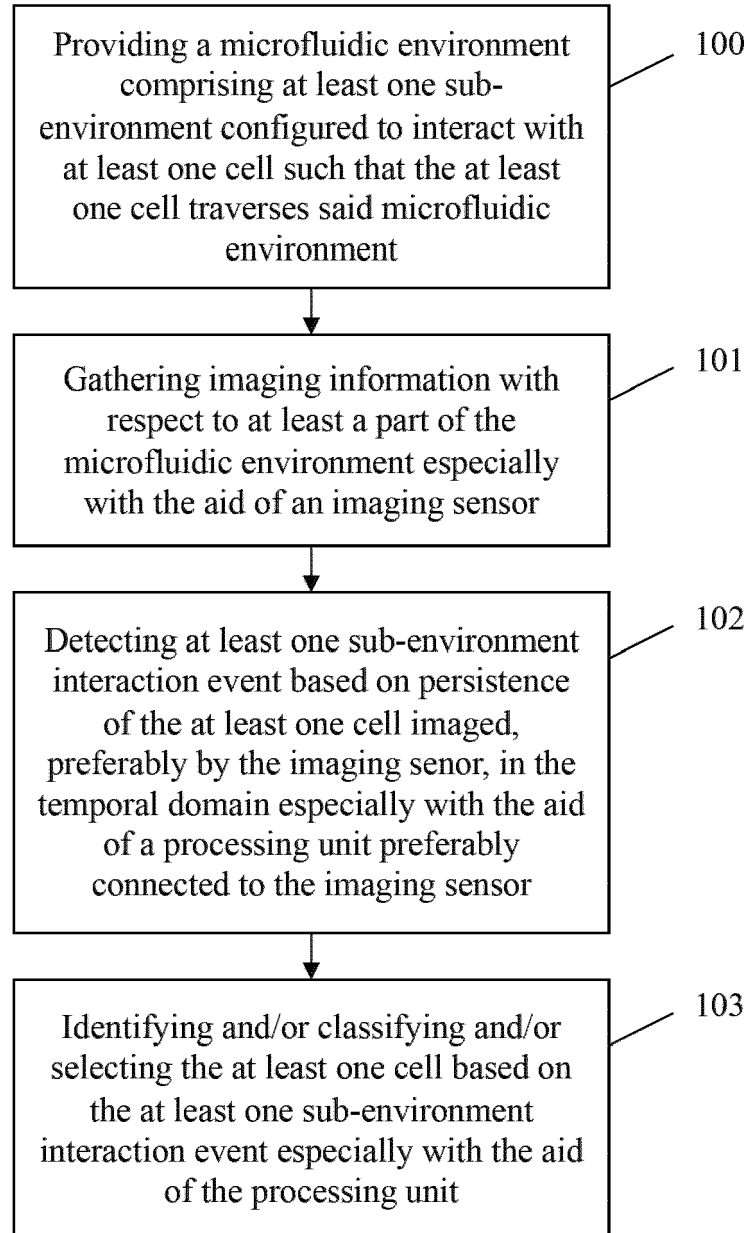 Providing a microfluidic environment
comprising at least one sub-
environment configured to interact with
at least one cell such that the at least
one cell traverses said microfluidic
environment
100
Gathering imaging information with
respect to at least a part of the
microfluidic environment especially
with the aid of an imaging sensor
101
Detecting at least one sub-environment
interaction event based on persistence
of the at least one cell imaged,
preferably by the imaging senor, in the
temporal domain especially with the aid
of a processing unit preferably
connected to the imaging sensor
102
Identifying and/or classifying and/or
selecting the at least one cell based on
the at least one sub-environment
interaction event especially with the aid
of the processing unit
103